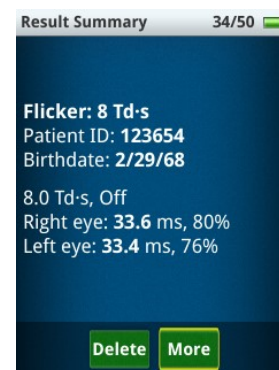 Result Summary 34/50
Flicker: 8 Td·s
Patient ID: 123654
Birthdate: 2/29/68
8.0 Td·s, Off
Right eye: 33.6 ms, 80%
Left eye: 33.4 ms, 76%
Delete More